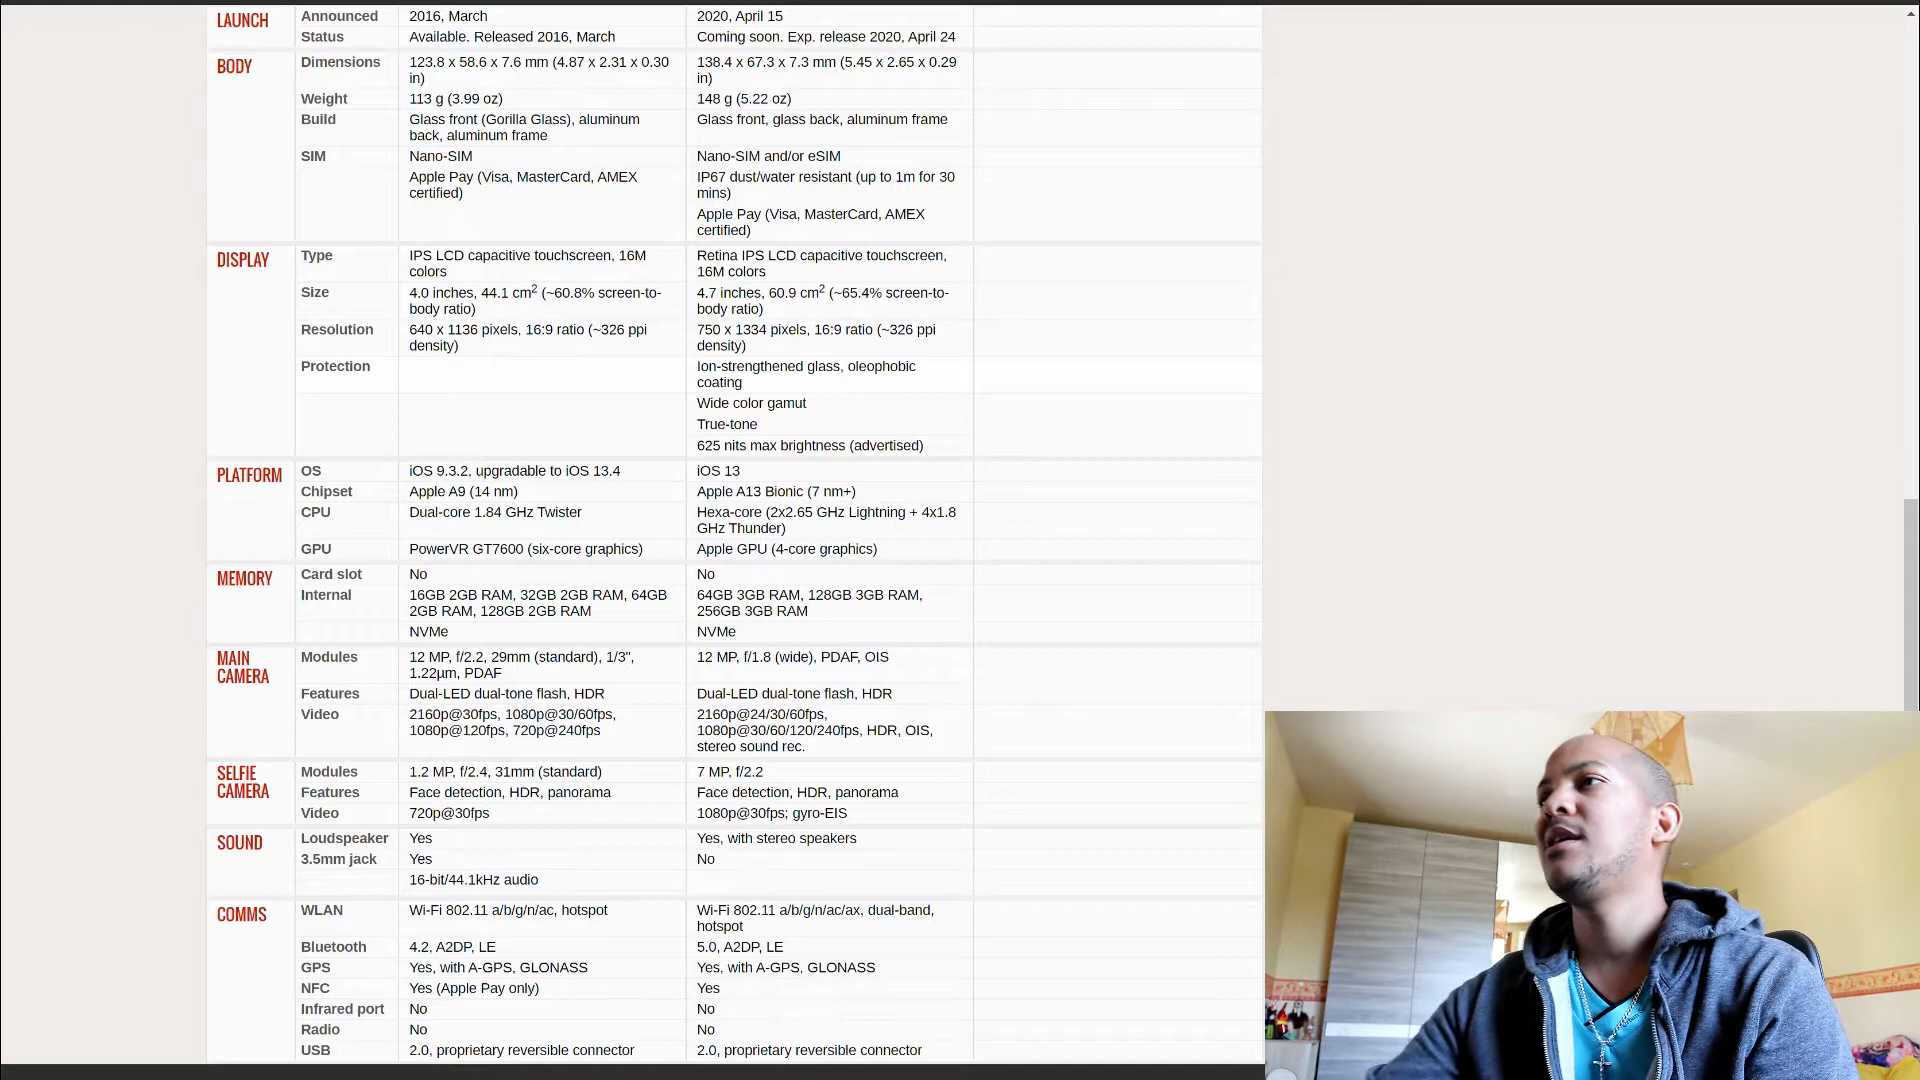 LAUNCH
Announced 2016, March 2020, April 15
Status Available. Released 2016, March Coming soon. Exp. release 2020, April 24
BODY
Dimensions 123.8 x 58.6 x 7.6 mm (4.87 x 2.31 x 0.30 138.4 x 67.3 x 7.3 mm (5.45 x 2.65 x 0.29
in) in)
Weight 113 g (3.99 oz) 148 g (5.22 oz)
Build Glass front (Gorilla Glass), aluminum Glass front, glass back, aluminum frame
back, aluminum frame
SIM Nano-SIM Nano-SIM and/or eSIM
Apple Pay (Visa, MasterCard, AMEX IP67 dust/water resistant (up to 1m for 30
certified) mins)
Apple Pay (Visa, MasterCard, AMEX
certified)
DISPLAY
Type IPS LCD capacitive touchscreen, 16M Retina IPS LCD capacitive touchscreen,
colors 16M colors
Size 4.0 inches, 44.1 cm² (~60.8% screen-to- 4.7 inches, 60.9 cm² (~65.4% screen-to-
body ratio) body ratio)
Resolution 640 x 1136 pixels, 16:9 ratio (~326 ppi 750 x 1334 pixels, 16:9 ratio (~326 ppi
density) density)
Protection Ion-strengthened glass, oleophobic
coating
Wide color gamut
True-tone
625 nits max brightness (advertised)
PLATFORM
OS iOS 9.3.2, upgradable to iOS 13.4 iOS 13
Chipset Apple A9 (14 nm) Apple A13 Bionic (7 nm+)
CPU Dual-core 1.84 GHz Twister Hexa-core (2x2.65 GHz Lightning + 4x1.8
GHz Thunder)
GPU PowerVR GT7600 (six-core graphics) Apple GPU (4-core graphics)
MEMORY
Card slot No No
Internal 16GB 2GB RAM, 32GB 2GB RAM, 64GB 64GB 3GB RAM, 128GB 3GB RAM,
2GB RAM, 128GB 2GB RAM 256GB 3GB RAM
NVMe NVMe
MAIN
CAMERA
Modules 12 MP, f/2.2, 29mm (standard), 1/3", 12 MP, f/1.8 (wide), PDAF, OIS
1.22µm, PDAF
Features Dual-LED dual-tone flash, HDR Dual-LED dual-tone flash, HDR
Video 2160p@30fps, 1080p@30/60fps, 2160p@24/30/60fps,
1080p@120fps, 720p@240fps 1080p@30/60/120/240fps, HDR, OIS,
stereo sound rec.
SELFIE
CAMERA
Modules 1.2 MP, f/2.4, 31mm (standard) 7 MP, f/2.2
Features Face detection, HDR, panorama Face detection, HDR, panorama
Video 720p@30fps 1080p@30fps; gyro-EIS
SOUND
Loudspeaker Yes Yes, with stereo speakers
3.5mm jack Yes No
16-bit/44.1kHz audio
COMMS
WLAN Wi-Fi 802.11 a/b/g/n/ac, hotspot Wi-Fi 802.11 a/b/g/n/ac/ax, dual-band,
hotspot
Bluetooth 4.2, A2DP, LE 5.0, A2DP, LE
GPS Yes, with A-GPS, GLONASS Yes, with A-GPS, GLONASS
NFC Yes (Apple Pay only) Yes
Infrared port No No
Radio No No
USB 2.0, proprietary reversible connector 2.0, proprietary reversible connector